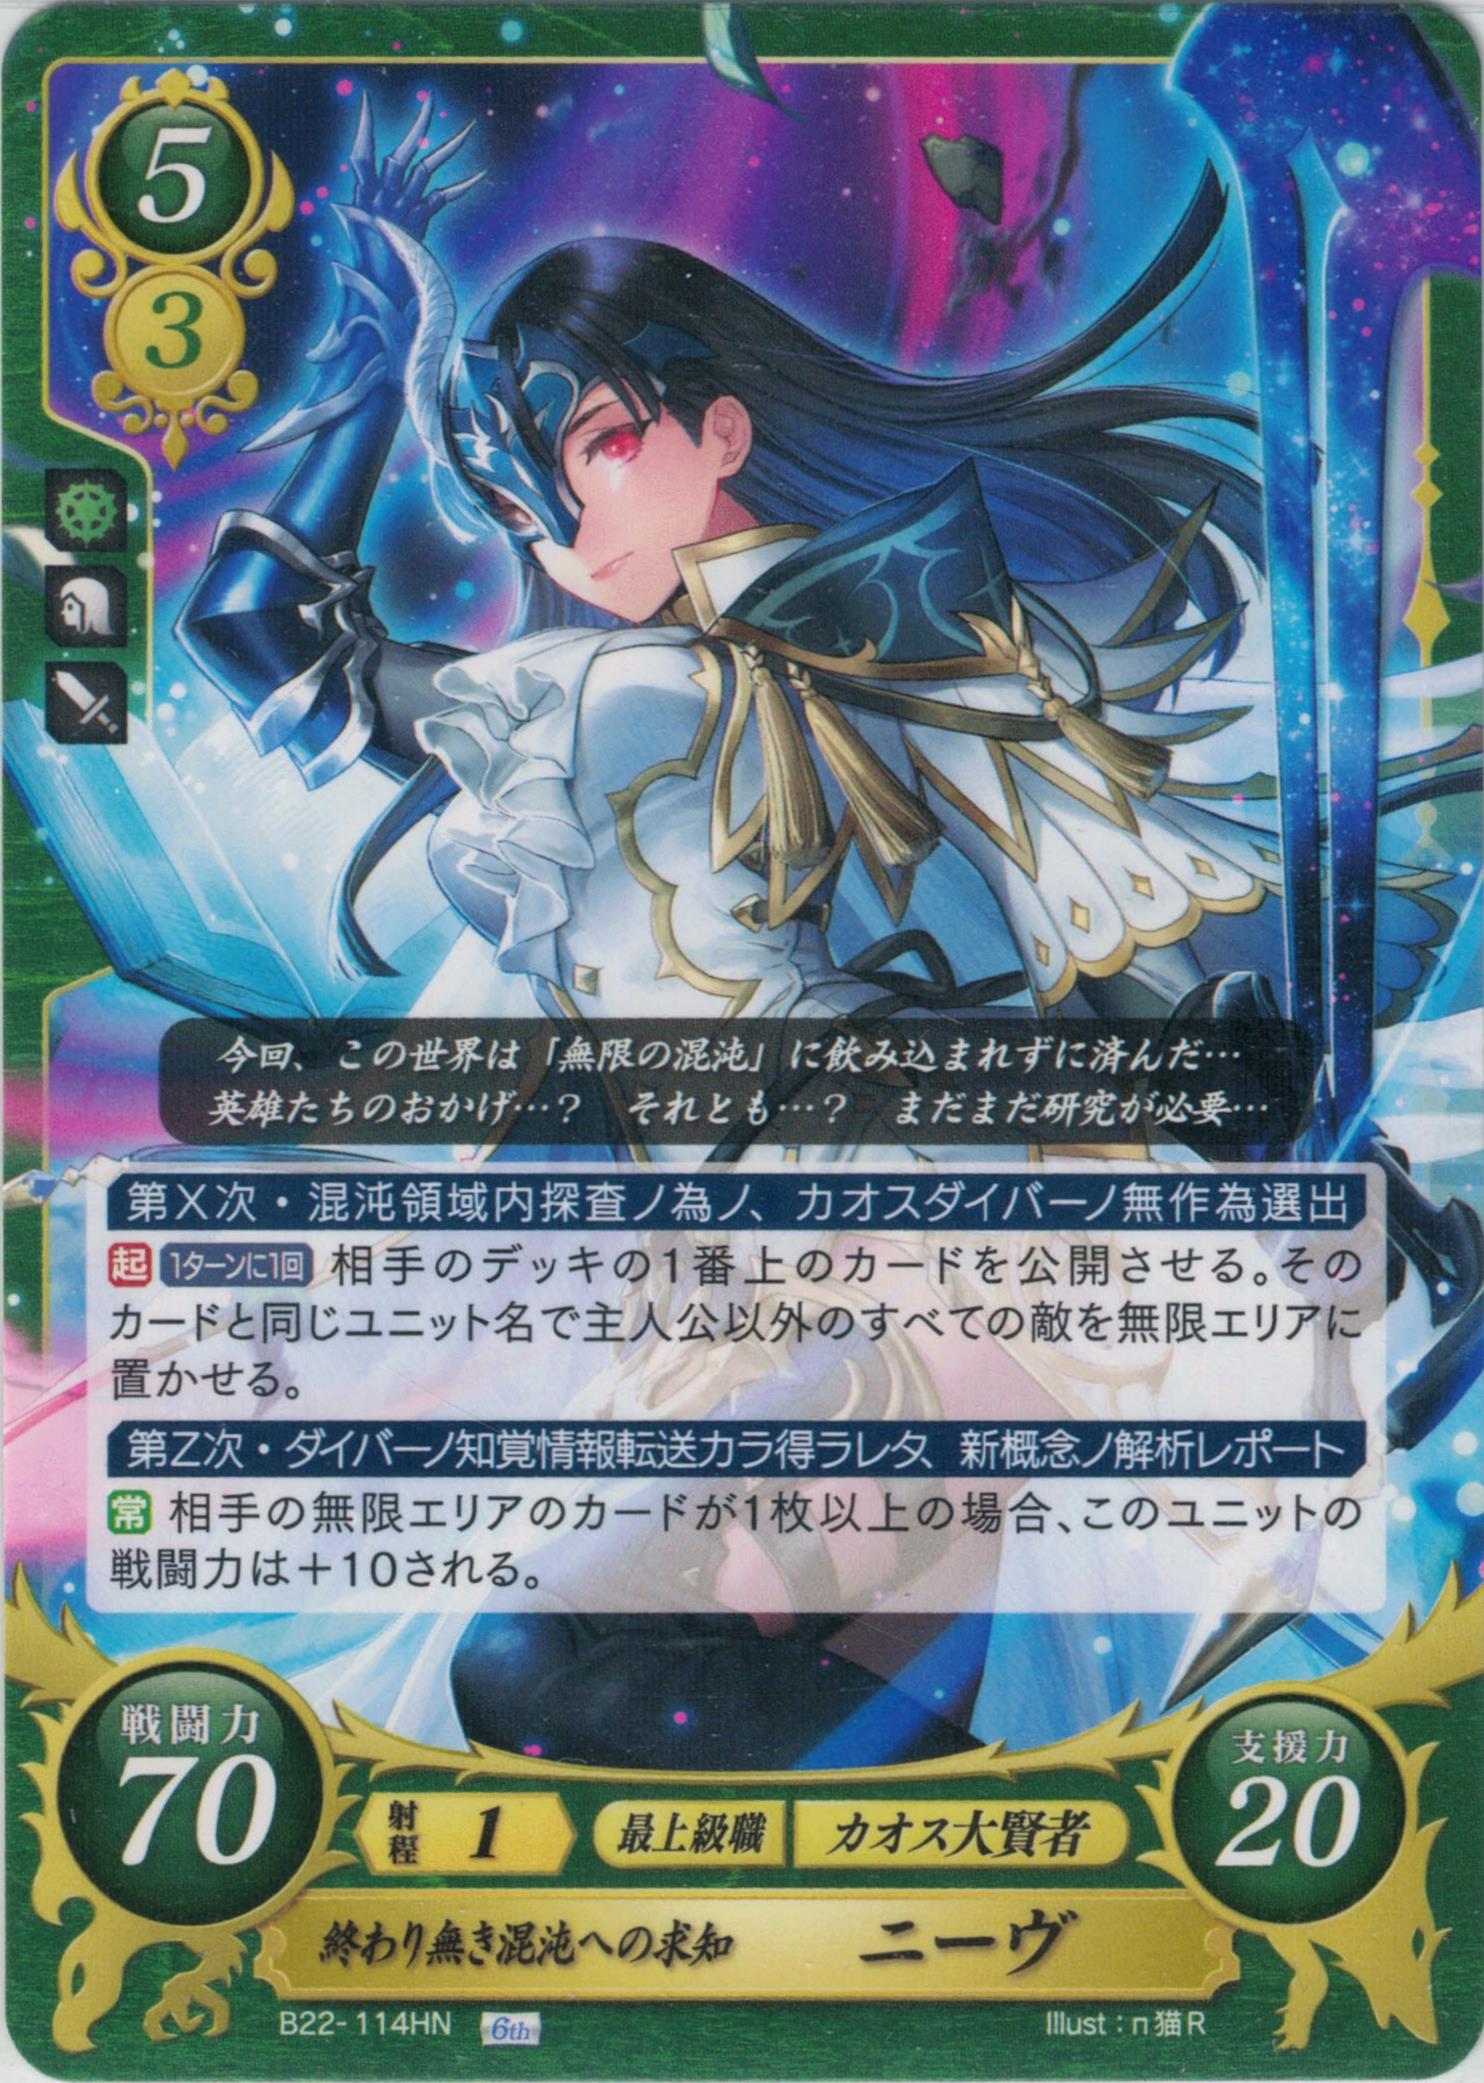 5
3
今回、この世界は「無限の混沌」に飲み込まれずに済んだ…
英雄たちのおかげ…？　それとも…？　まだまだ研究が必要…
第X次・混沌領域内探査ノ為ノ、カオスダイバーノ無作為選出
起 1ターンに1回 相手のデッキの1番上のカードを公開させる。その
カードと同じユニット名で主人公以外のすべての敵を無限エリアに
置かせる。
第Z次・ダイバーノ知覚情報転送カラ得ラレタ、新概念ノ解析レポート
常 相手の無限エリアのカードが1枚以上の場合、このユニットの
戦闘力は＋10される。
戦闘力
70
射程 1
最上級職 カオス大賢者
支援力
20
終わり無き混沌への求知 ニーヴ
B22-114HN 6th Illust：п猫R